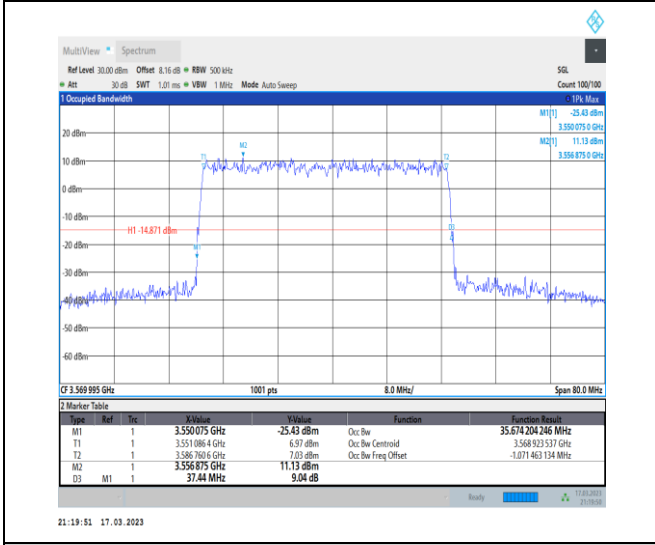 MultiView Spectrum
Ref Level 30.00 dBm Offset 8.16 dB RBW 500 kHz SGL
Att 30 dB SWT 1.01 ms VBW 1 MHz Mode Auto Sweep Count 100/100
1 Occupied Bandwidth 1Pk Max
M1[1] -25.43 dBm
3.550 075 0 GHz
20 dBm M2[1] 11.13 dBm
M2 3.556 875 0 GHz
T1 T2
10 dBm
0 dBm
-10 dBm
H1 -14.871 dBm D3
-20 dBm M1
-30 dBm
-40 dBm
-50 dBm
-60 dBm
CF 3.569 995 GHz 1001 pts 8.0 MHz/ Span 80.0 MHz
2 Marker Table
Type Ref Trc X-Value Y-Value Function Function Result
M1 1 3.550 075 GHz -25.43 dBm Occ Bw 35.674 204 246 MHz
T1 1 3.551 086 4 GHz 6.97 dBm Occ Bw Centroid 3.568 923 537 GHz
T2 1 3.586 760 6 GHz 7.03 dBm Occ Bw Freq Offset -1.071 463 134 MHz
M2 1 3.556 875 GHz 11.13 dBm
D3 M1 1 37.44 MHz 9.04 dB
Ready 17.03.2023
21:19:50
21:19:51 17.03.2023